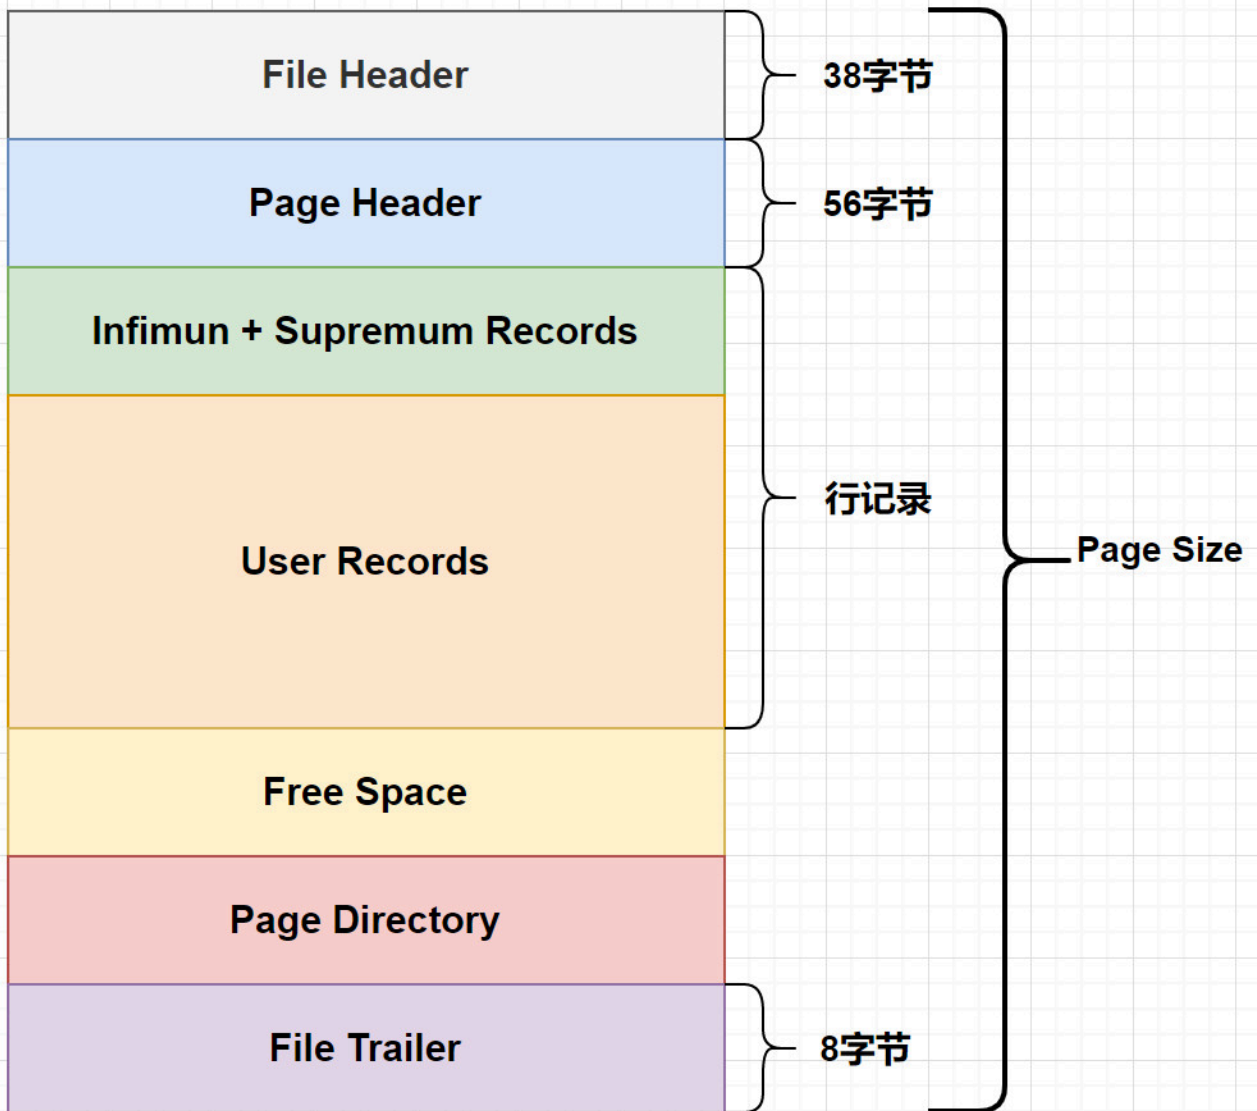 File Header
38字节
Page Header
56字节
Infimun + Supremum Records
User Records
行记录
Page Size
Free Space
Page Directory
File Trailer
8字节